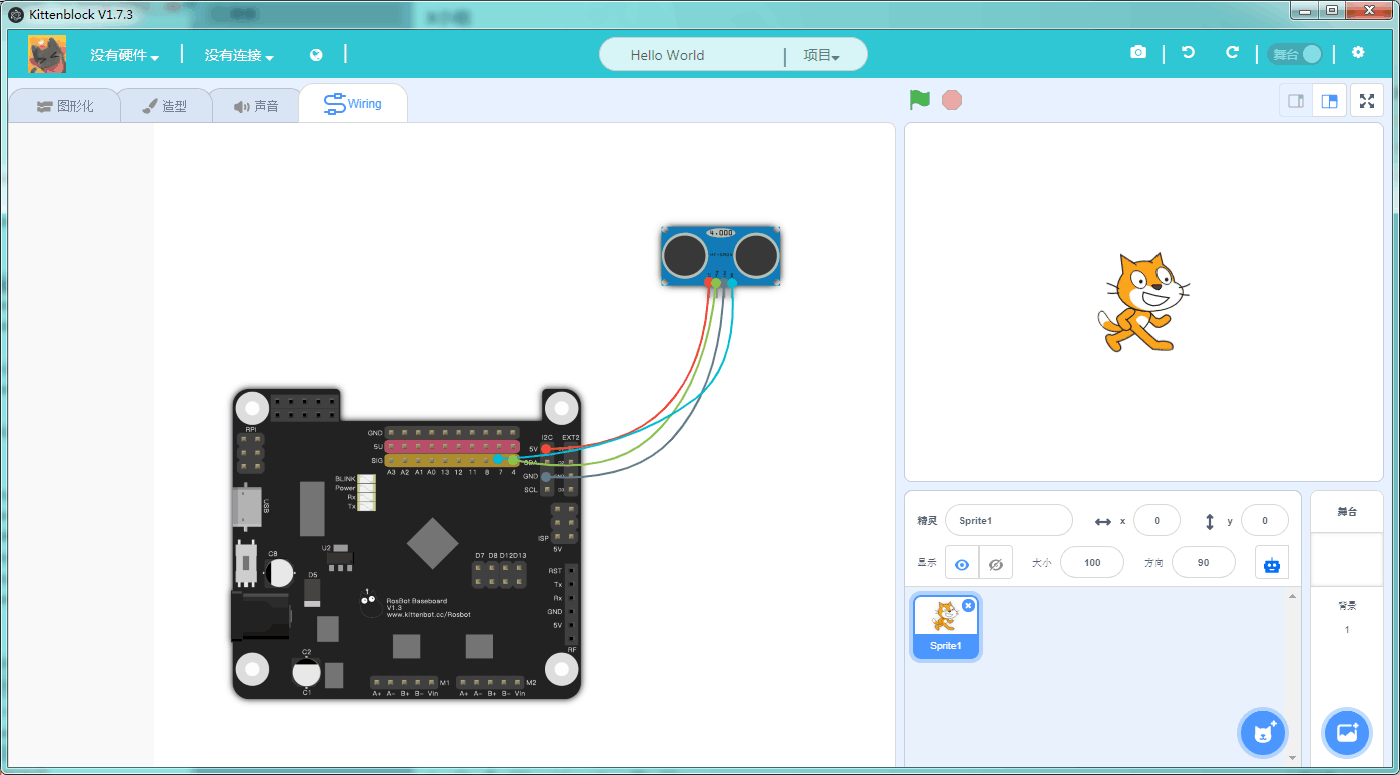 Kittenblock V1.7.3
没有硬件
没有连接
Hello World
项目
舞台
图形化
造型
声音
Wiring
4.000
RPI
GND
5U
SIG
A3 A2 A1 A0 13 12 11 8 7 4
I2C EXT2
5V
SDA
GND
SCL
BLINK
Power
Rx
Tx
USB
ISP
5V
U2
C8
D5
D7 D8 D12D13
RST
Tx
Rx
GND
5V
RF
1
RosBot Baseboard
V1.3
www.kittenbot.cc/Rosbot
C2
C1
A+ A- B+ B- Vin M1
A+ A- B+ B- Vin M2
精灵 Sprite1 x 0 y 0
显示 大小 100 方向 90
Sprite1
舞台
背景
1